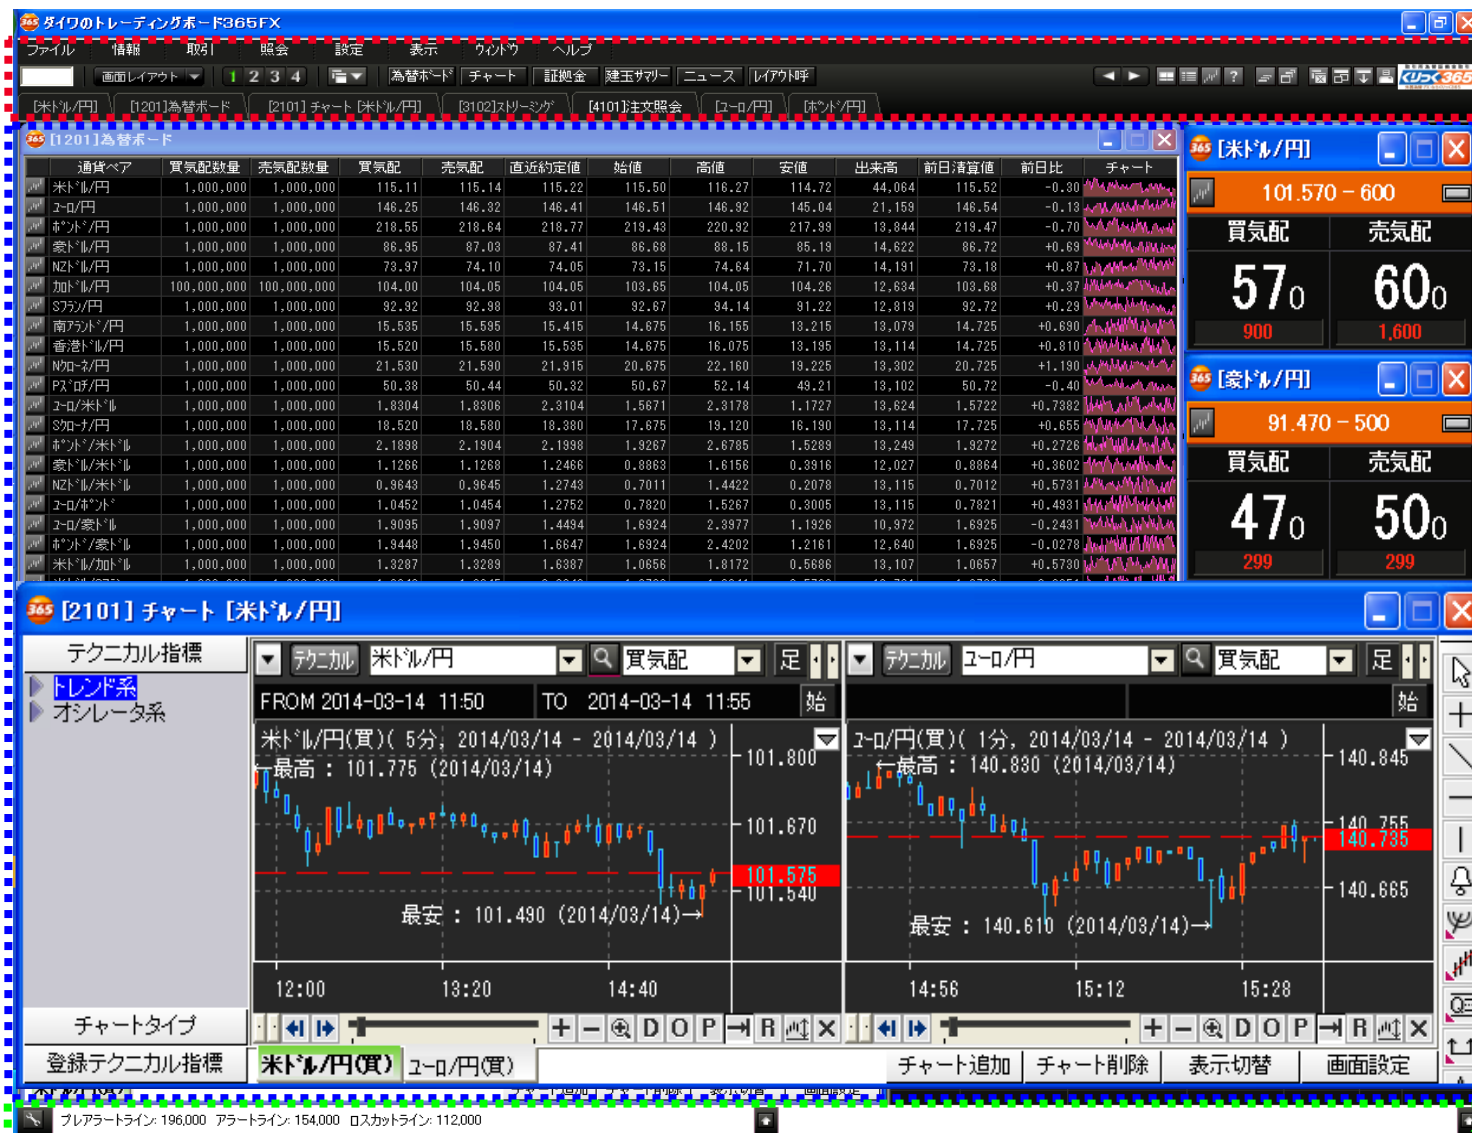 365 ダイワのトレーディングボード365FX
ファイル 情報 取引 照会 設定 表示 ウィンドウ ヘルプ
画面レイアウト 1 2 3 4 為替ボード チャート 証拠金 建玉サマリー ニュース レイアウト呼 くりっく365
[米ドル/円] [1201]為替ボード [2101] チャート [米ドル/円] [3102]ストリーミング [4101]注文照会 [ユーロ/円] [ポンド/円]
365 [1201]為替ボード
通貨ペア 買気配数量 売気配数量 買気配 売気配 直近約定値 始値 高値 安値 出来高 前日清算値 前日比 チャート
米ドル/円 1,000,000 1,000,000 115.11 115.14 115.22 115.50 116.27 114.72 44,064 115.52 -0.30
ユーロ/円 1,000,000 1,000,000 146.25 146.32 146.41 146.51 146.92 145.04 21,159 146.54 -0.13
ポンド/円 1,000,000 1,000,000 218.55 218.64 218.77 219.43 220.92 217.99 13,844 219.47 -0.70
豪ドル/円 1,000,000 1,000,000 86.95 87.03 87.41 86.68 88.15 85.19 14,622 86.72 +0.69
NZドル/円 1,000,000 1,000,000 73.97 74.10 74.05 73.15 74.64 71.70 14,191 73.18 +0.87
加ドル/円 100,000,000 100,000,000 104.00 104.05 104.05 103.65 104.05 104.26 12,634 103.68 +0.37
Sフラン/円 1,000,000 1,000,000 92.92 92.98 93.01 92.67 94.14 91.22 12,819 92.72 +0.29
南アランド/円 1,000,000 1,000,000 15.535 15.595 15.415 14.675 16.155 13.215 13,079 14.725 +0.690
香港ドル/円 1,000,000 1,000,000 15.520 15.580 15.535 14.675 16.075 13.195 13,114 14.725 +0.810
Nクローネ/円 1,000,000 1,000,000 21.530 21.590 21.915 20.675 22.160 19.225 13,302 20.725 +1.190
Pズロチ/円 1,000,000 1,000,000 50.38 50.44 50.32 50.67 52.14 49.21 13,102 50.72 -0.40
ユーロ/米ドル 1,000,000 1,000,000 1.8304 1.8306 2.3104 1.5671 2.3178 1.1727 13,624 1.5722 +0.7382
Sクローナ/円 1,000,000 1,000,000 18.520 18.580 18.380 17.675 19.120 16.190 13,114 17.725 +0.655
ポンド/米ドル 1,000,000 1,000,000 2.1898 2.1904 2.1998 1.9267 2.6785 1.5289 13,249 1.9272 +0.2726
豪ドル/米ドル 1,000,000 1,000,000 1.1266 1.1268 1.2466 0.8863 1.6156 0.3916 12,027 0.8864 +0.3602
NZドル/米ドル 1,000,000 1,000,000 0.9643 0.9645 1.2743 0.7011 1.4422 0.2078 13,115 0.7012 +0.5731
ユーロ/ポンド 1,000,000 1,000,000 1.0452 1.0454 1.2752 0.7820 1.5267 0.3005 13,115 0.7821 +0.4931
ユーロ/豪ドル 1,000,000 1,000,000 1.9095 1.9097 1.4494 1.6924 2.3977 1.1926 10,972 1.6925 -0.2431
ポンド/豪ドル 1,000,000 1,000,000 1.9448 1.9450 1.6647 1.6924 2.4202 1.2161 12,640 1.6925 -0.0278
米ドル/加ドル 1,000,000 1,000,000 1.3287 1.3289 1.6387 1.0656 1.8172 0.5686 13,107 1.0657 +0.5730
365 [米ドル/円]
101.570 - 600
買気配 売気配
570 600
900 1,600
365 [豪ドル/円]
91.470 - 500
買気配 売気配
470 500
299 299
365 [2101] チャート [米ドル/円]
テクニカル指標
トレンド系
オシレータ系
チャートタイプ
登録テクニカル指標
テクニカル 米ドル/円 買気配 足
FROM 2014-03-14 11:50 TO 2014-03-14 11:55 始
米ドル/円(買)( 5分, 2014/03/14 - 2014/03/14 )
←最高 : 101.775 (2014/03/14)
101.800
101.670
101.575
101.540
最安 : 101.490 (2014/03/14)→
12:00 13:20 14:40
D O P R
テクニカル ユーロ/円 買気配 足
始
ユーロ/円(買)( 1分, 2014/03/14 - 2014/03/14 )
←最高 : 140.830 (2014/03/14)
140.845
140.755
140.735
140.665
最安 : 140.610 (2014/03/14)→
14:56 15:12 15:28
D O P R
米ドル/円(買) ユーロ/円(買) チャート追加 チャート削除 表示切替 画面設定
プレアラートライン: 196,000 アラートライン: 154,000 ロスカットライン: 112,000